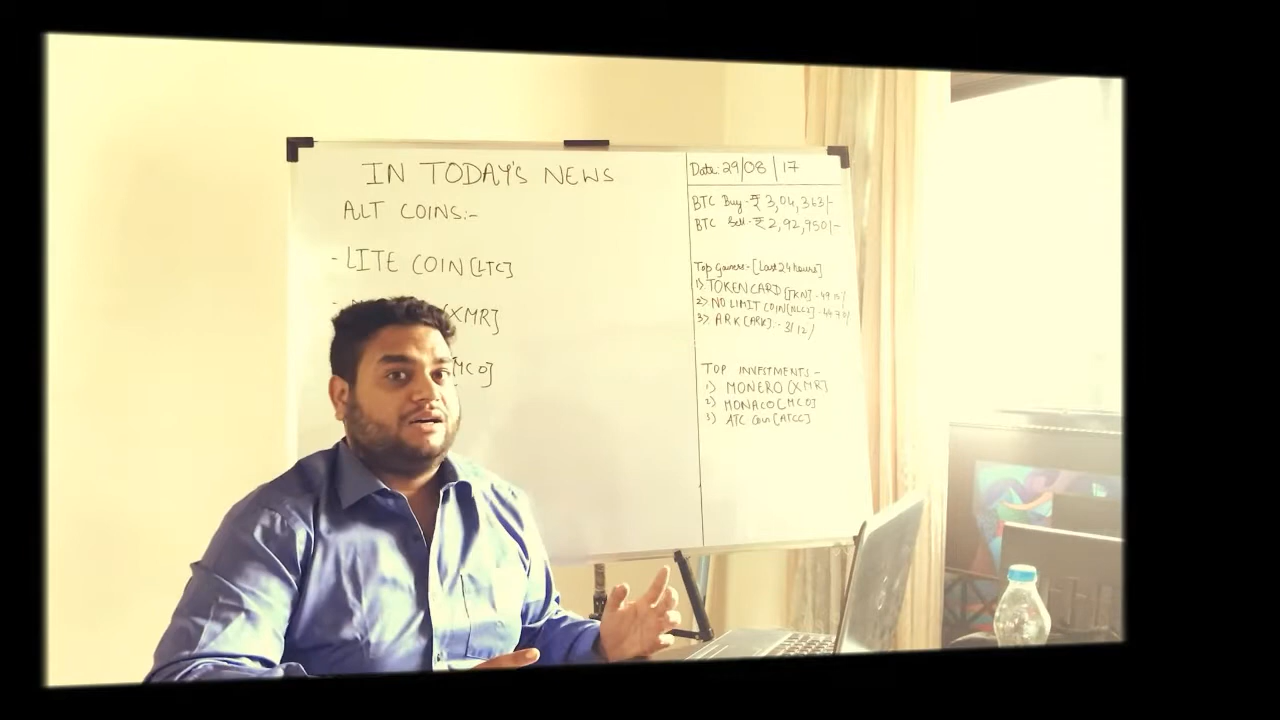 IN TODAY'S NEWS
ALT COINS:-
- LITE COIN [LTC]
(XMR]
[MCO]
Date: 29/08/17
BTC Buy - ₹ 3,04,363/-
BTC Sell - ₹ 2,92,950/-
Top Gainers - [Last 24 hours]
1) TOKEN CARD [TKN] -
2) NO LIMIT COIN [NLC2] -
3) ARK [ARK] :-
TOP INVESTMENTS -
1) MONERO (XMR]
2) MONACO [MCO]
3) ATC Coin [ATCC]